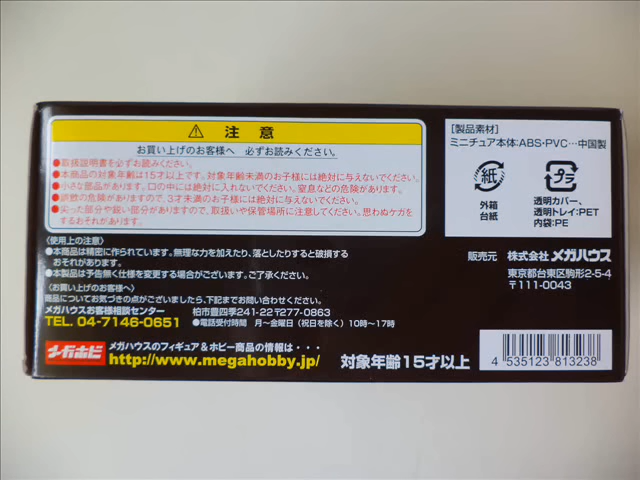 ⚠ 注意
お買い上げのお客様へ 必ずお読みください。
●取扱説明書を必ずお読みください。
●本商品の対象年齢は15才以上です。対象年齢未満のお子様には絶対に与えないでください。
●小さな部品があります。口の中には絶対に入れないでください。窒息などの危険があります。
●誤飲の危険がありますので、3才未満のお子様には絶対に与えないでください。
●尖った部分や鋭い部分がありますので、取扱いや保管場所に注意してください。思わぬケガを
するおそれがあります。
〈使用上の注意〉
●本商品は精密に作られています。無理な力を加えたり、落としたりすると破損する
おそれがあります。
●本製品は予告無く仕様を変更する場合がございます。ご了承ください。
〈お買い上げのお客様へ〉
商品についてお気づきの点がございましたら、下記までお問い合わせください。
メガハウスお客様相談センター 柏市豊四季241-22〒277-0863
TEL. 04-7146-0651 ●電話受付時間 月〜金曜日(祝日を除く)10時〜17時
メガホビ メガハウスのフィギュア&ホビー商品の情報は・・・
http://www.megahobby.jp/
対象年齢15才以上
[製品素材]
ミニチュア本体:ABS・PVC…中国製
紙
外箱
台紙
プラ
透明カバー、
透明トレイ:PET
内袋:PE
販売元 株式会社メガハウス
東京都台東区駒形2-5-4
〒111-0043
4 535123 813238